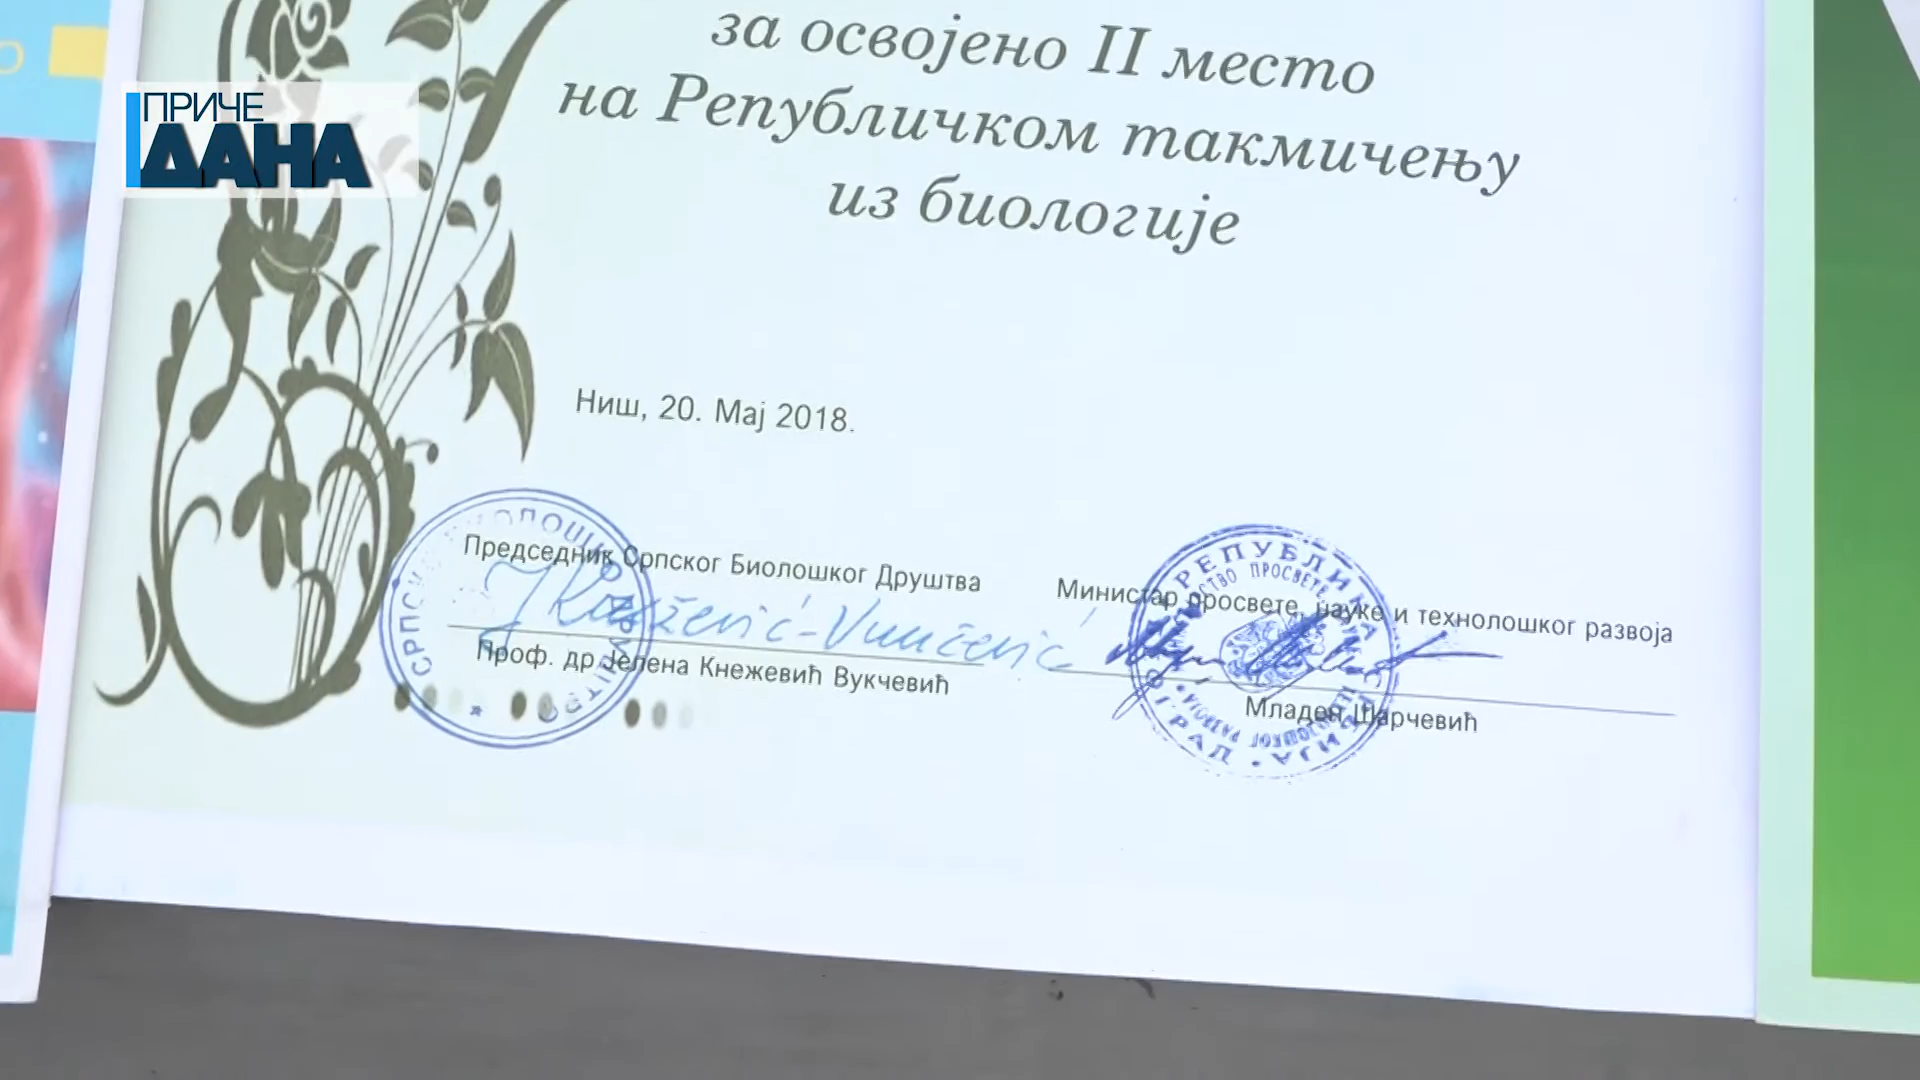 ПРИЧЕ
ДАНА
за освојено II место
на Републичком такмичењу
из биологије
Ниш, 20. Мај 2018.
Председник Српског Биолошког Друштва
Проф. др Јелена Кнежевић Вукчевић
Министар просвете, науке и технолошког развоја
Младен Шарчевић